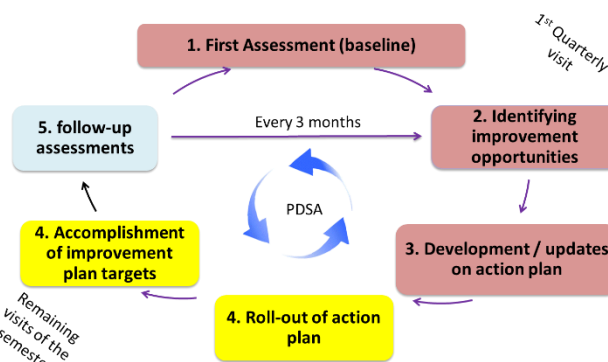 1. First Assessment (baseline)
1st Quarterly
visit
5. follow-up
assessments
Every 3 months
2. Identifying
improvement
opportunities
PDSA
4. Accomplishment
of improvement
plan targets
3. Development / updates
on action plan
4. Roll-out of action
plan
Remaining
visits of the